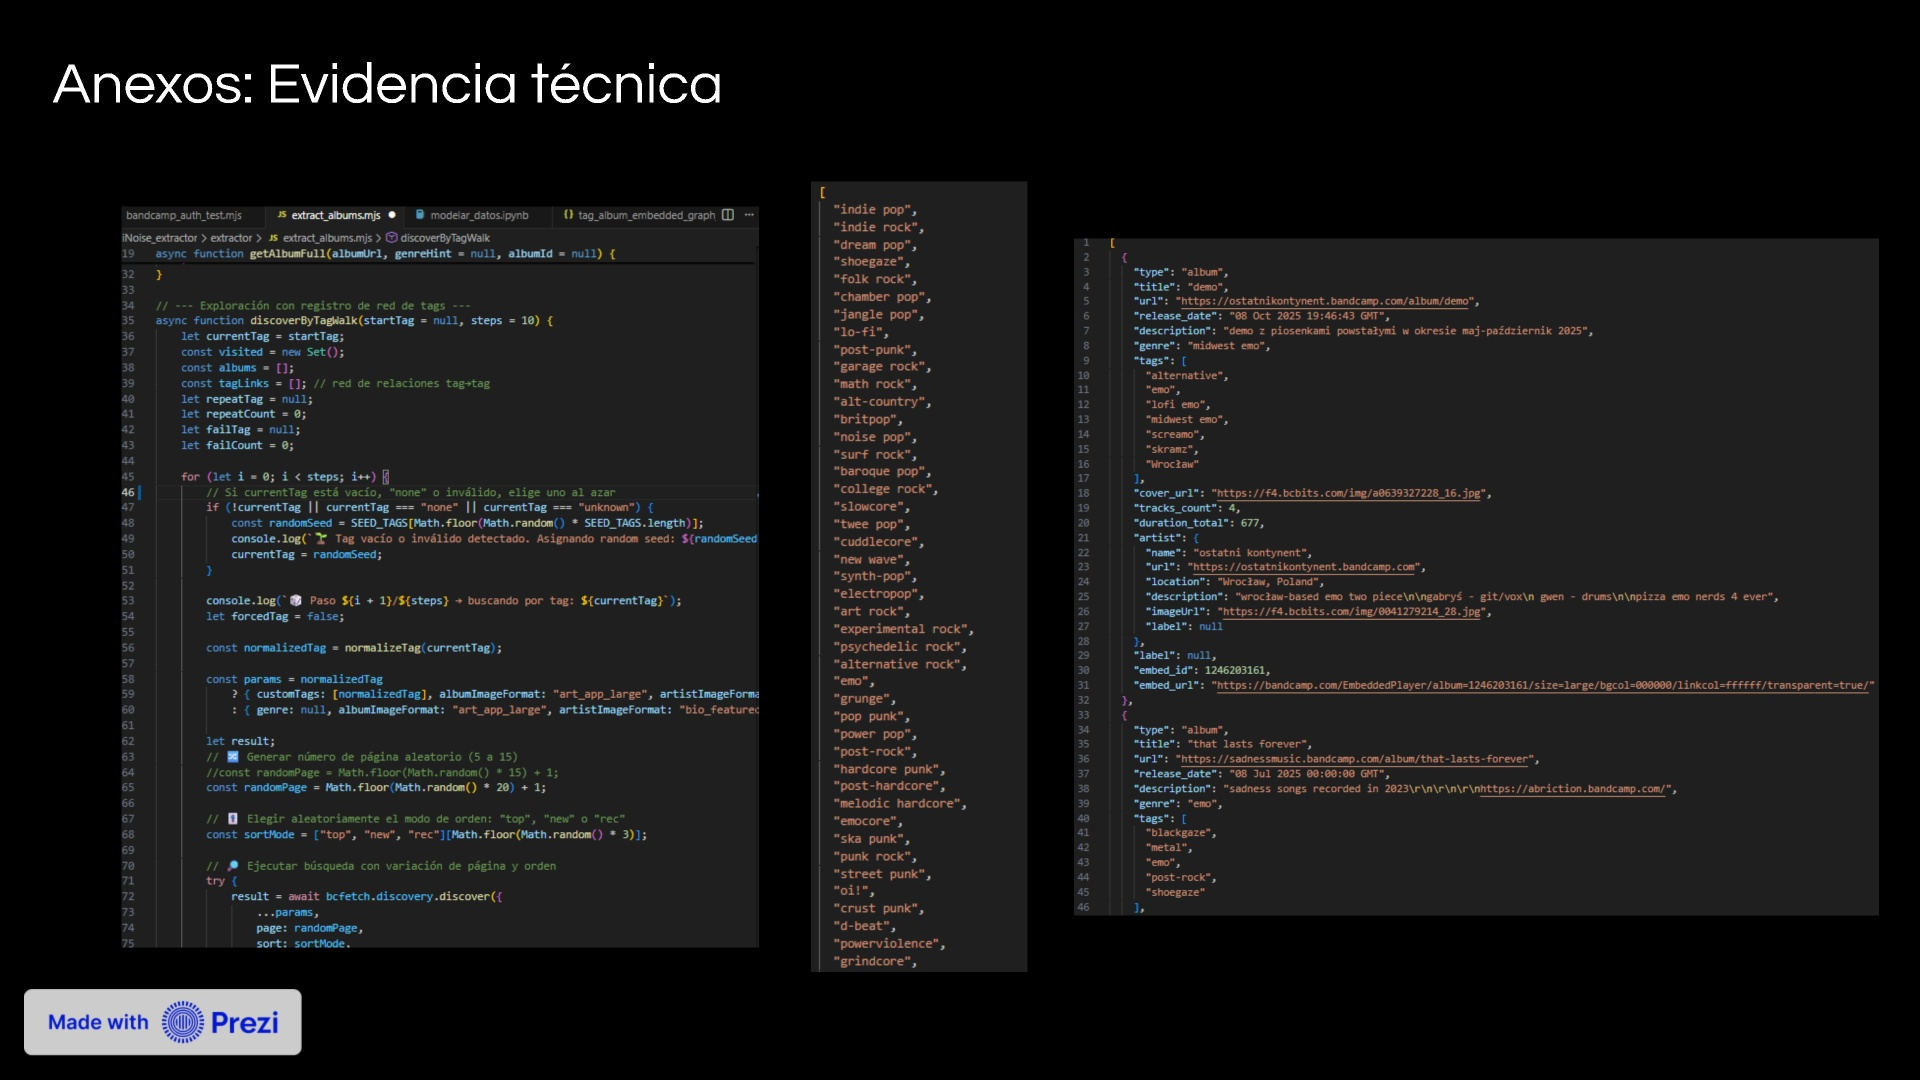 Anexos: Evidencia técnica
bandcamp_auth_test.mjs JS extract_albums.mjs ● modelar_datos.ipynb {} tag_album_embedded_graph ···
iNoise_extractor > extractor > JS extract_albums.mjs > discoverByTagWalk
19 async function getAlbumFull(albumUrl, genreHint = null, albumId = null) {
32 }
33
34 // --- Exploración con registro de red de tags ---
35 async function discoverByTagWalk(startTag = null, steps = 10) {
36 let currentTag = startTag;
37 const visited = new Set();
38 const albums = [];
39 const tagLinks = []; // red de relaciones tag→tag
40 let repeatTag = null;
41 let repeatCount = 0;
42 let failTag = null;
43 let failCount = 0;
44
45 for (let i = 0; i < steps; i++) {
46 // Si currentTag está vacío, "none" o inválido, elige uno al azar
47 if (!currentTag || currentTag === "none" || currentTag === "unknown") {
48 const randomSeed = SEED_TAGS[Math.floor(Math.random() * SEED_TAGS.length)];
49 console.log(`🌱 Tag vacío o inválido detectado. Asignando random seed: ${randomSeed
50 currentTag = randomSeed;
51 }
52
53 console.log(`🎲 Paso ${i + 1}/${steps} → buscando por tag: ${currentTag}`);
54 let forcedTag = false;
55
56 const normalizedTag = normalizeTag(currentTag);
57
58 const params = normalizedTag
59 ? { customTags: [normalizedTag], albumImageFormat: "art_app_large", artistImageForma
60 : { genre: null, albumImageFormat: "art_app_large", artistImageFormat: "bio_featured
61
62 let result;
63 // 🔀 Generar número de página aleatorio (5 a 15)
64 //const randomPage = Math.floor(Math.random() * 15) + 1;
65 const randomPage = Math.floor(Math.random() * 20) + 1;
66
67 // Elegir aleatoriamente el modo de orden: "top", "new" o "rec"
68 const sortMode = ["top", "new", "rec"][Math.floor(Math.random() * 3)];
69
70 // 🔎 Ejecutar búsqueda con variación de página y orden
71 try {
72 result = await bcfetch.discovery.discover({
73 ...params,
74 page: randomPage,
75 sort: sortMode,
[
"indie pop",
"indie rock",
"dream pop",
"shoegaze",
"folk rock",
"chamber pop",
"jangle pop",
"lo-fi",
"post-punk",
"garage rock",
"math rock",
"alt-country",
"britpop",
"noise pop",
"surf rock",
"baroque pop",
"college rock",
"slowcore",
"twee pop",
"cuddlecore",
"new wave",
"synth-pop",
"electropop",
"art rock",
"experimental rock",
"psychedelic rock",
"alternative rock",
"emo",
"grunge",
"pop punk",
"power pop",
"post-rock",
"hardcore punk",
"post-hardcore",
"melodic hardcore",
"emocore",
"ska punk",
"punk rock",
"street punk",
"oi!",
"crust punk",
"d-beat",
"powerviolence",
"grindcore",
1 [
2 {
3 "type": "album",
4 "title": "demo",
5 "url": "https://ostatnikontynent.bandcamp.com/album/demo",
6 "release_date": "08 Oct 2025 19:46:43 GMT",
7 "description": "demo z piosenkami powstałymi w okresie maj-październik 2025",
8 "genre": "midwest emo",
9 "tags": [
10 "alternative",
11 "emo",
12 "lofi emo",
13 "midwest emo",
14 "screamo",
15 "skramz",
16 "Wrocław"
17 ],
18 "cover_url": "https://f4.bcbits.com/img/a0639327228_16.jpg",
19 "tracks_count": 4,
20 "duration_total": 677,
21 "artist": {
22 "name": "ostatni kontynent",
23 "url": "https://ostatnikontynent.bandcamp.com",
24 "location": "Wrocław, Poland",
25 "description": "wrocław-based emo two piece\n\ngabryś - git/vox\n gwen - drums\n\npizza emo nerds 4 ever",
26 "imageUrl": "https://f4.bcbits.com/img/0041279214_28.jpg",
27 "label": null
28 },
29 "label": null,
30 "embed_id": 1246203161,
31 "embed_url": "https://bandcamp.com/EmbeddedPlayer/album=1246203161/size=large/bgcol=000000/linkcol=ffffff/transparent=true/"
32 },
33 {
34 "type": "album",
35 "title": "that lasts forever",
36 "url": "https://sadnessmusic.bandcamp.com/album/that-lasts-forever",
37 "release_date": "08 Jul 2025 00:00:00 GMT",
38 "description": "sadness songs recorded in 2023\r\n\r\n\r\nhttps://abriction.bandcamp.com/",
39 "genre": "emo",
40 "tags": [
41 "blackgaze",
42 "metal",
43 "emo",
44 "post-rock",
45 "shoegaze"
46 ],
Made with Prezi